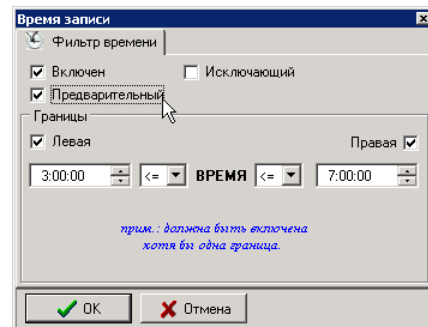 Время записи
Фильтр времени
Включен Исключающий
Предварительный
Границы
Левая Правая
3:00:00 <= ВРЕМЯ <= 7:00:00
прим.: должна быть включена
хотя бы одна граница.
OK Отмена